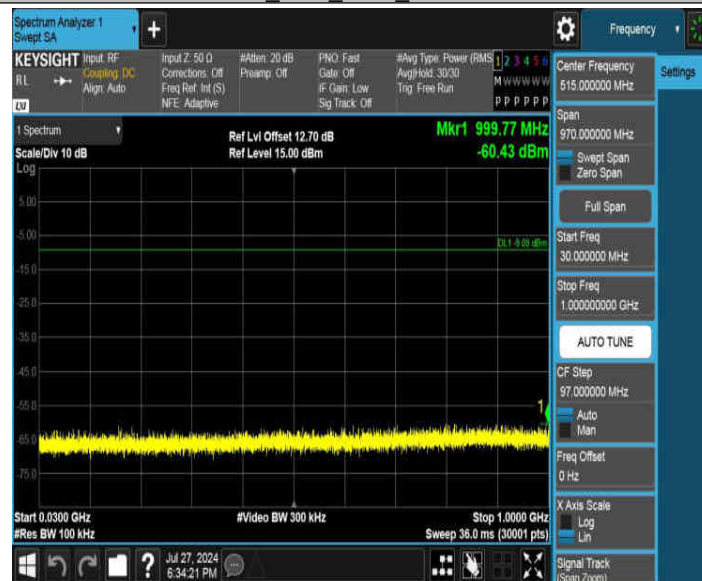 Spectrum Analyzer 1
Swept SA
Frequency
KEYSIGHT
RL
Input: RF
Coupling: DC
Align: Auto
Input Z: 50 Ω
Corrections: Off
Freq Ref: Int (S)
NFE: Adaptive
#Atten: 20 dB
Preamp: Off
PNO: Fast
Gate: Off
IF Gain: Low
Sig Track: Off
#Avg Type: Power (RMS
Avg|Hold: 30/30
Trig: Free Run
1 2 3 4 5 6
M W W W W W
P P P P P P
LW
1 Spectrum
Scale/Div 10 dB
Log
Ref Lvl Offset 12.70 dB
Ref Level 15.00 dBm
Mkr1 999.77 MHz
-60.43 dBm
5.00
-5.00
-15.0
-25.0
-35.0
-45.0
-55.0
-65.0
-75.0
DL1 -9.09 dBm
1
Start 0.0300 GHz
#Res BW 100 kHz
#Video BW 300 kHz
Stop 1.0000 GHz
Sweep 36.0 ms (30001 pts)
Jul 27, 2024
6:34:21 PM
Center Frequency
515.000000 MHz
Settings
Span
970.000000 MHz
Swept Span
Zero Span
Full Span
Start Freq
30.000000 MHz
Stop Freq
1.000000000 GHz
AUTO TUNE
CF Step
97.000000 MHz
Auto
Man
Freq Offset
0 Hz
X Axis Scale
Log
Lin
Signal Track
(Span Zoom)